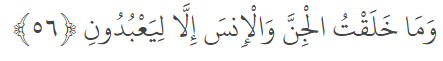 وَمَا خَلَقْتُ الْجِنَّ وَالْإِنسَ إِلَّا لِيَعْبُدُونِ ﴿٥٦﴾